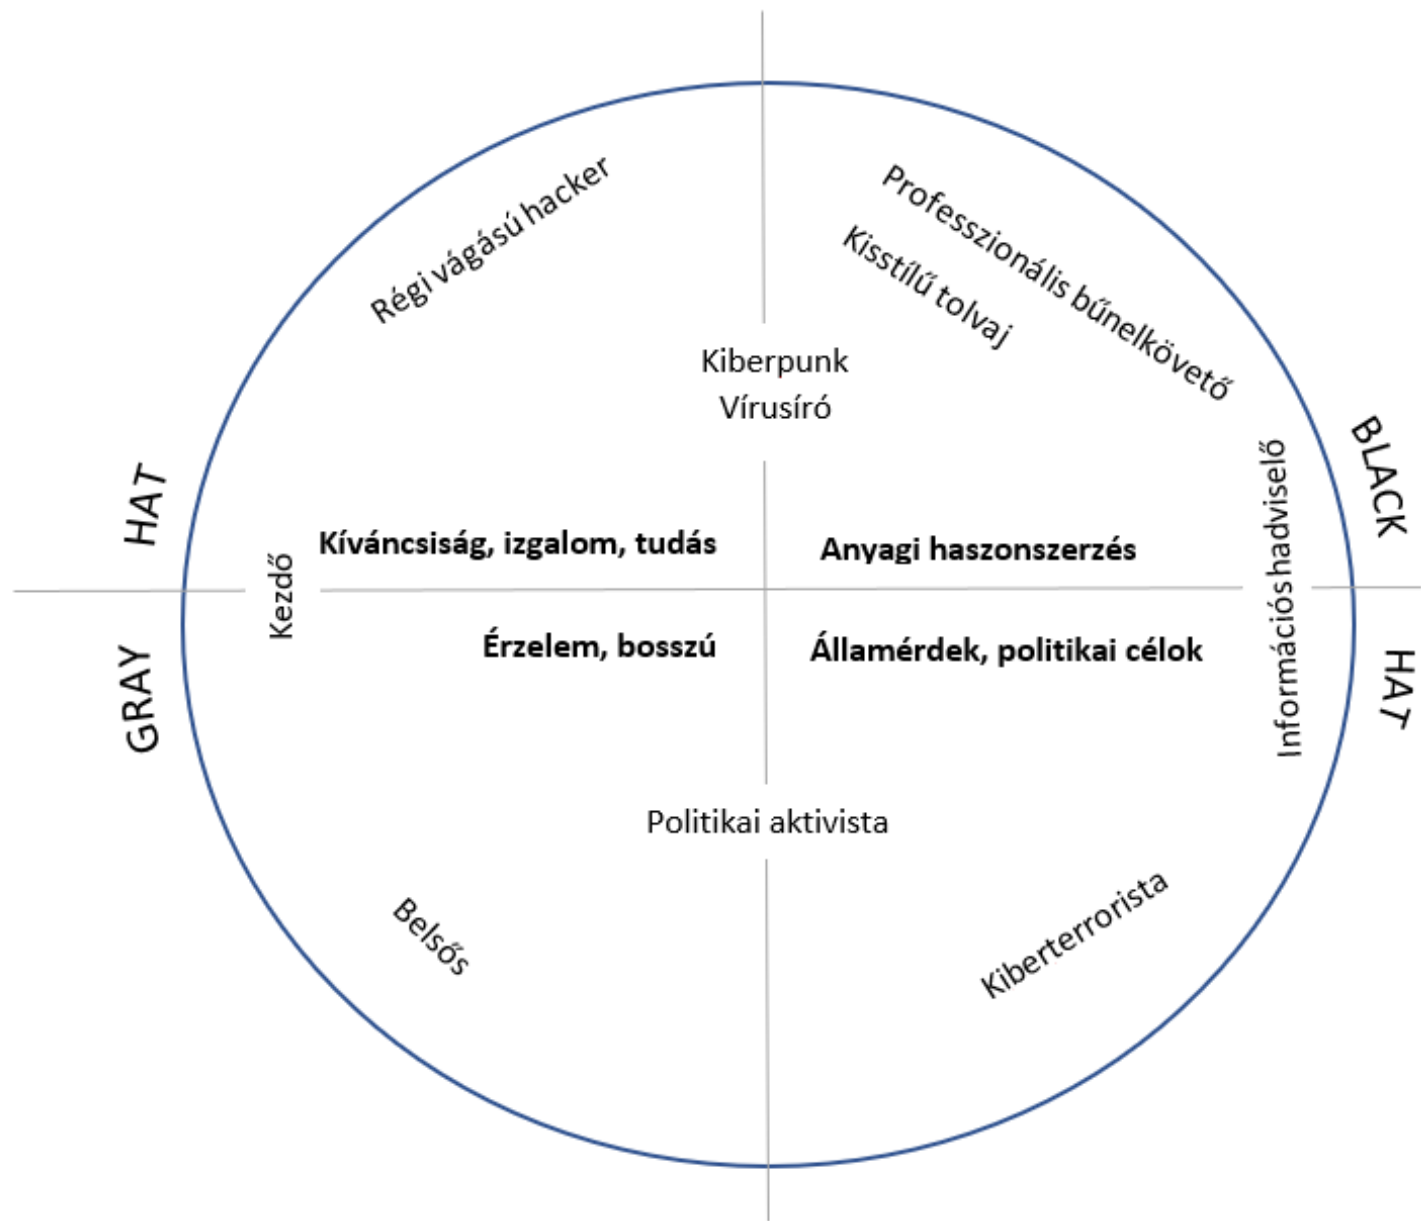 Régi vágású hacker
Professzionális bűnelkövető
Kisstílű tolvaj
Kiberpunk
Vírusíró
GRAY HAT
BLACK HAT
Kezdő
Kíváncsiság, izgalom, tudás
Anyagi haszonszerzés
Információs hadviselő
Érzelem, bosszú
Államérdek, politikai célok
Politikai aktivista
Belsős
Kiberterrorista